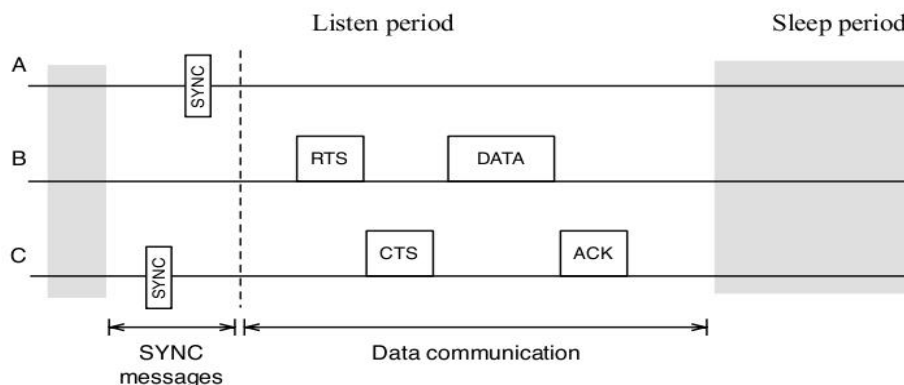 Listen period
Sleep period
A
SYNC
B
RTS
DATA
C
SYNC
CTS
ACK
SYNC
messages
Data communication